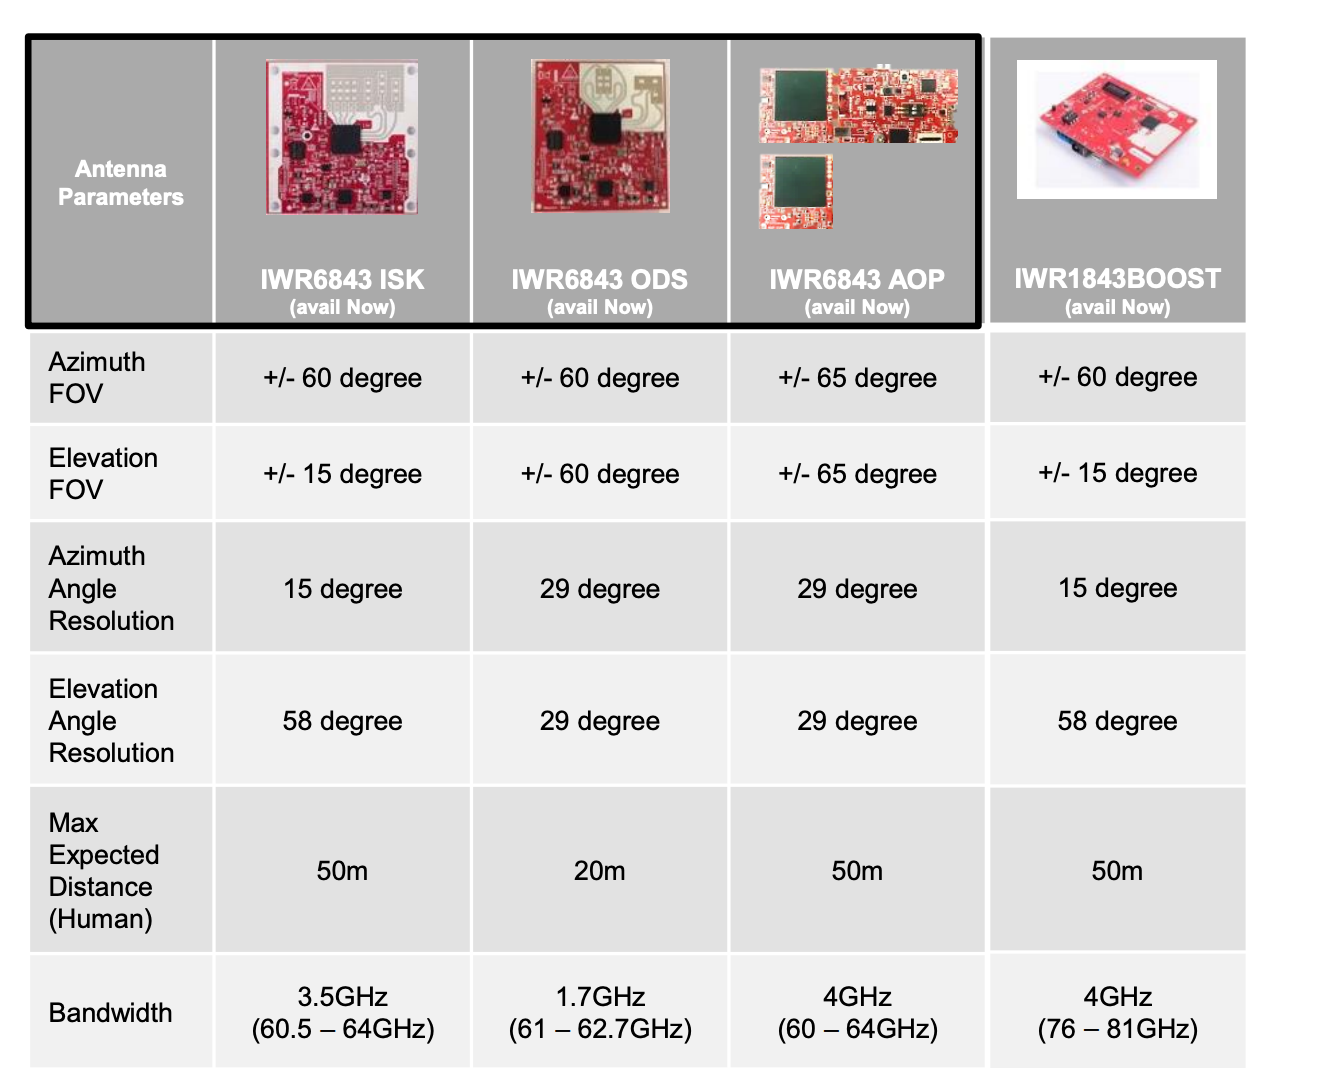 Antenna
Parameters
IWR6843 ISK
(avail Now)
IWR6843 ODS
(avail Now)
IWR6843 AOP
(avail Now)
IWR1843BOOST
(avail Now)
Azimuth
FOV
+/- 60 degree
+/- 60 degree
+/- 65 degree
+/- 60 degree
Elevation
FOV
+/- 15 degree
+/- 60 degree
+/- 65 degree
+/- 15 degree
Azimuth
Angle
Resolution
15 degree
29 degree
29 degree
15 degree
Elevation
Angle
Resolution
58 degree
29 degree
29 degree
58 degree
Max
Expected
Distance
(Human)
50m
20m
50m
50m
Bandwidth
3.5GHz
(60.5 – 64GHz)
1.7GHz
(61 – 62.7GHz)
4GHz
(60 – 64GHz)
4GHz
(76 – 81GHz)